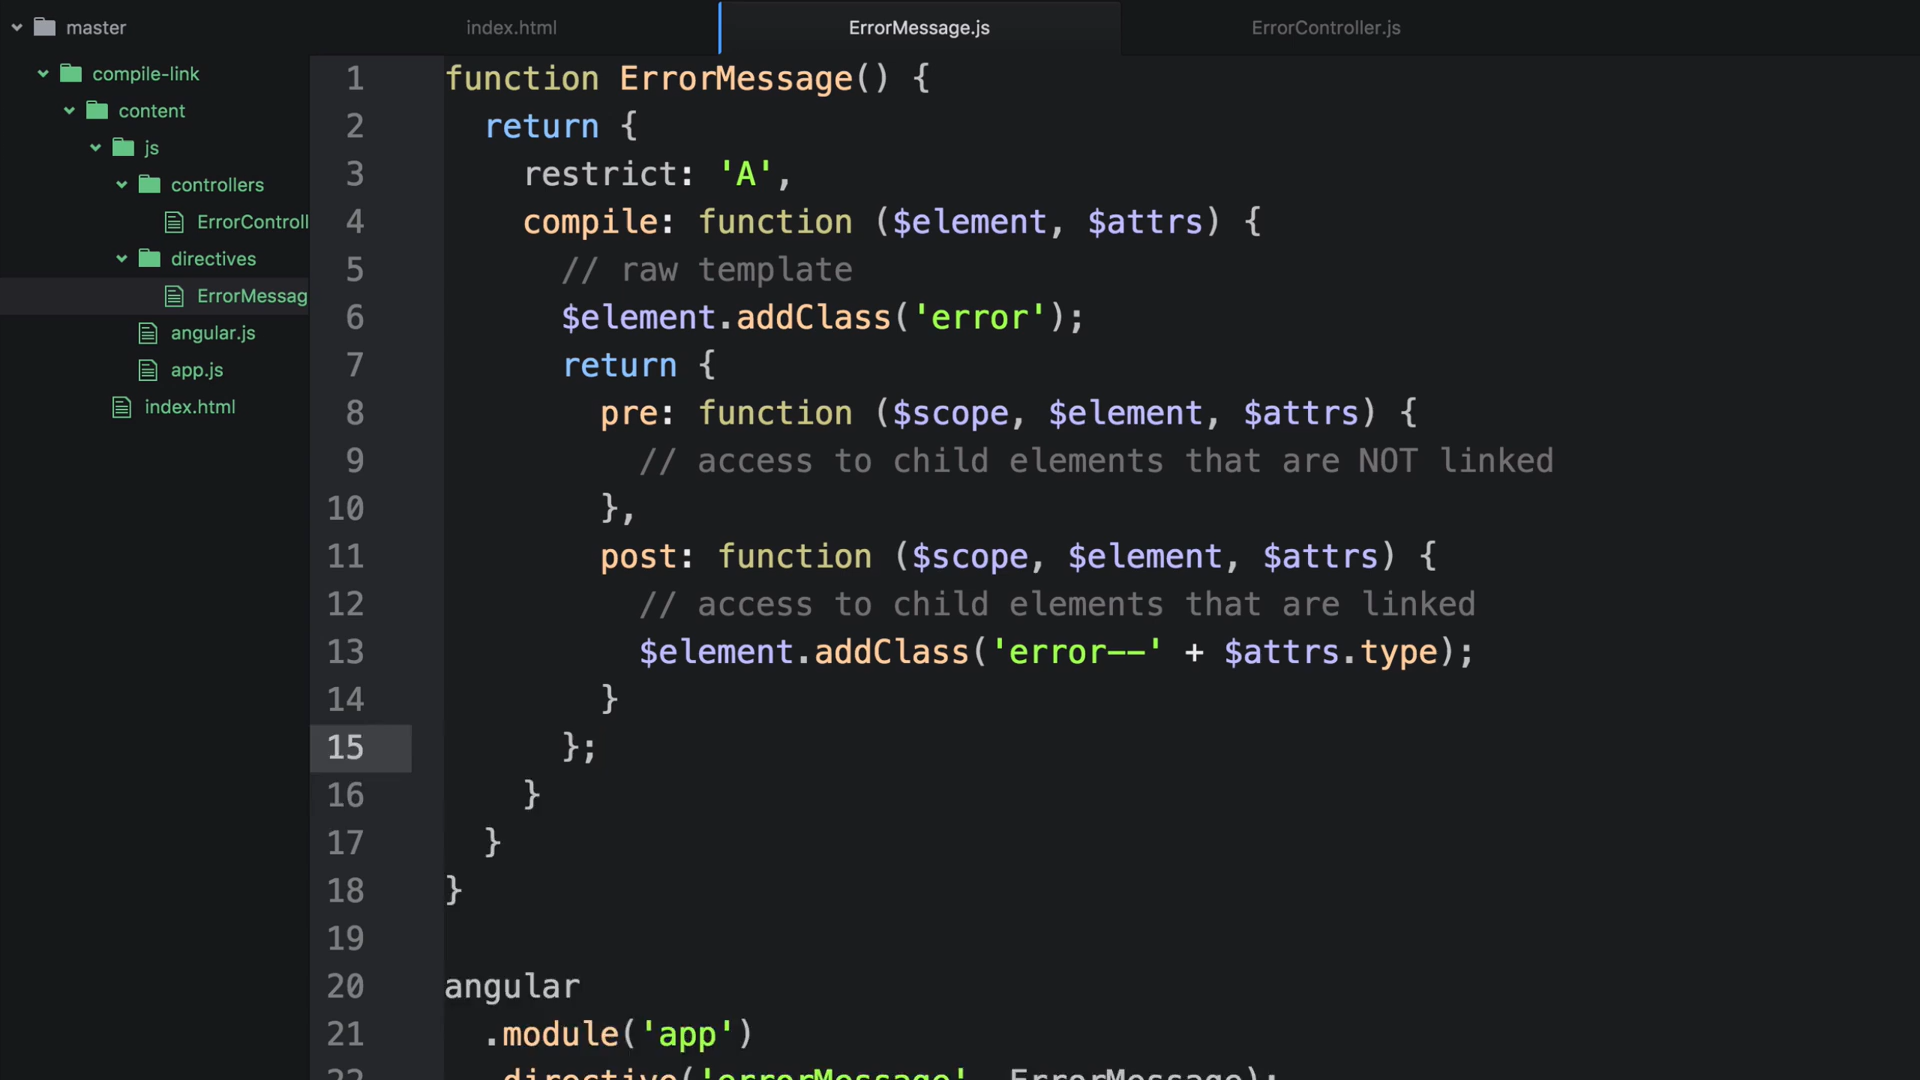 master
compile-link
content
js
controllers
ErrorControll
directives
ErrorMessag
angular.js
app.js
index.html
index.html
ErrorMessage.js
ErrorController.js
1 function ErrorMessage() {
2 return {
3 restrict: 'A',
4 compile: function ($element, $attrs) {
5 // raw template
6 $element.addClass('error');
7 return {
8 pre: function ($scope, $element, $attrs) {
9 // access to child elements that are NOT linked
10 },
11 post: function ($scope, $element, $attrs) {
12 // access to child elements that are linked
13 $element.addClass('error--' + $attrs.type);
14 }
15 };
16 }
17 }
18 }
19
20 angular
21 .module('app')
22 .directive('errorMessage', ErrorMessage);